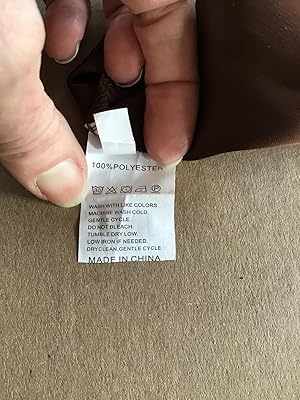 100%POLYESTER
WASH WITH LIKE COLORS
MACHINE WASH COLD.
GENTLE CYCLE.
DO NOT BLEACH.
TUMBLE DRY LOW.
LOW IRON IF NEEDED.
DRYCLEAN GENTLE CYCLE
MADE IN CHINA